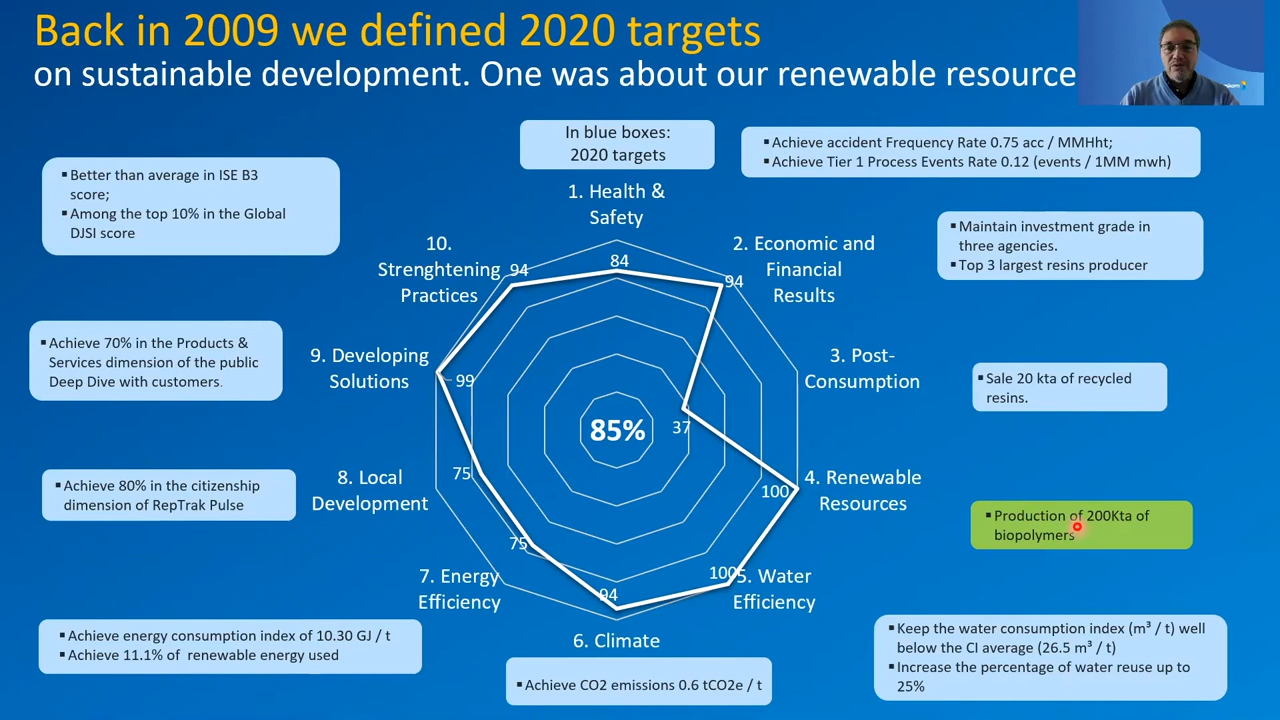 Back in 2009 we defined 2020 targets
on sustainable development. One was about our renewable resource
In blue boxes:
2020 targets
▪ Achieve accident Frequency Rate 0.75 acc / MMHht;
▪ Achieve Tier 1 Process Events Rate 0.12 (events / 1MM mwh)
▪ Better than average in ISE B3
score;
▪ Among the top 10% in the Global
DJSI score
1. Health &
Safety
▪ Maintain investment grade in
three agencies.
▪ Top 3 largest resins producer
10.
Strenghtening
Practices
94
84
2. Economic and
Financial
Results
94
▪ Achieve 70% in the Products &
Services dimension of the public
Deep Dive with customers.
9. Developing
Solutions
99
3. Post-
Consumption
▪ Sale 20 kta of recycled
resins.
85%
37
▪ Achieve 80% in the citizenship
dimension of RepTrak Pulse
8. Local
Development
75
100
4. Renewable
Resources
▪ Production of 200Kta of
biopolymers
75
7. Energy
Efficiency
94
100
5. Water
Efficiency
6. Climate
▪ Achieve energy consumption index of 10.30 GJ / t
▪ Achieve 11.1% of renewable energy used
▪ Achieve CO2 emissions 0.6 tCO2e / t
▪ Keep the water consumption index (m³ / t) well
below the CI average (26.5 m³ / t)
▪ Increase the percentage of water reuse up to
25%